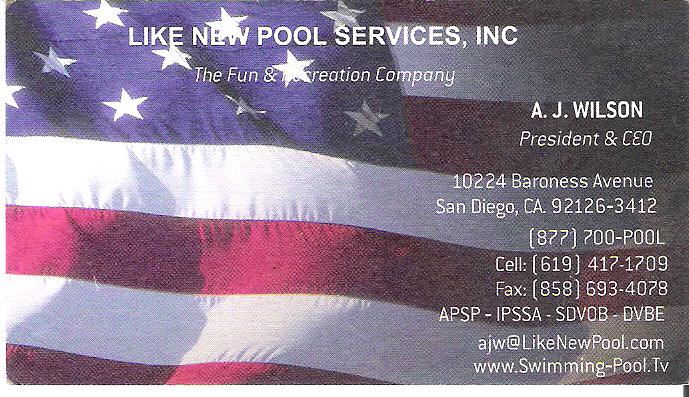 LIKE NEW POOL SERVICES, INC
The Fun & Recreation Company
A. J. WILSON
President & CEO
10224 Baroness Avenue
San Diego, CA. 92126-3412
(877) 700-POOL
Cell: (619) 417-1709
Fax: (858) 693-4078
APSP - IPSSA - SDVOB - DVBE
ajw@LikeNewPool.com
www.Swimming-Pool.Tv